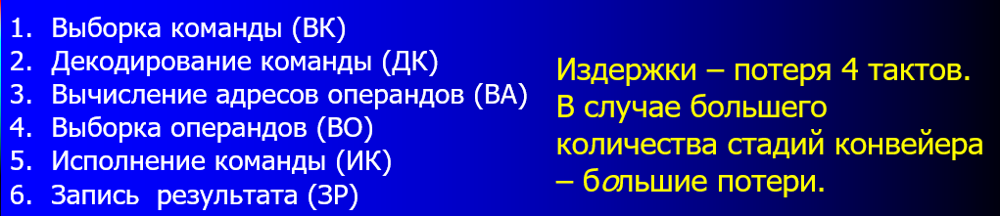 1. Выборка команды (ВК)
2. Декодирование команды (ДК)
3. Вычисление адресов операндов (ВА)
4. Выборка операндов (ВО)
5. Исполнение команды (ИК)
6. Запись результата (ЗР)
Издержки – потеря 4 тактов.
В случае большего
количества стадий конвейера
– большие потери.